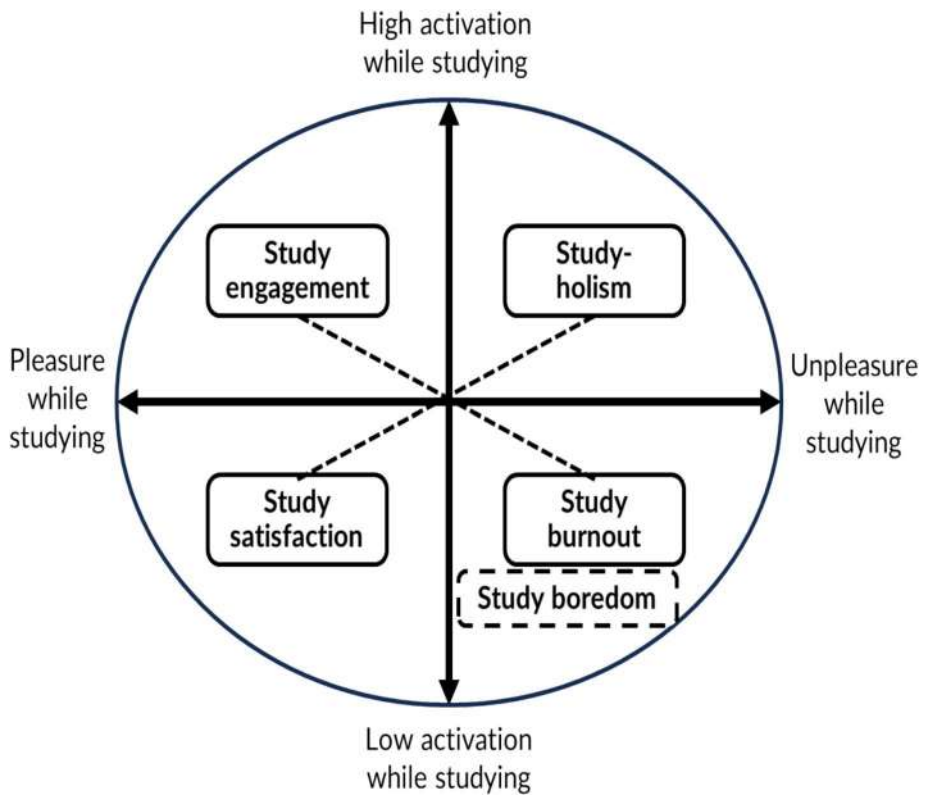 High activation
while studying
Study
engagement
Study-
holism
Pleasure
while
studying
Unpleasure
while
studying
Study
satisfaction
Study
burnout
Study boredom
Low activation
while studying